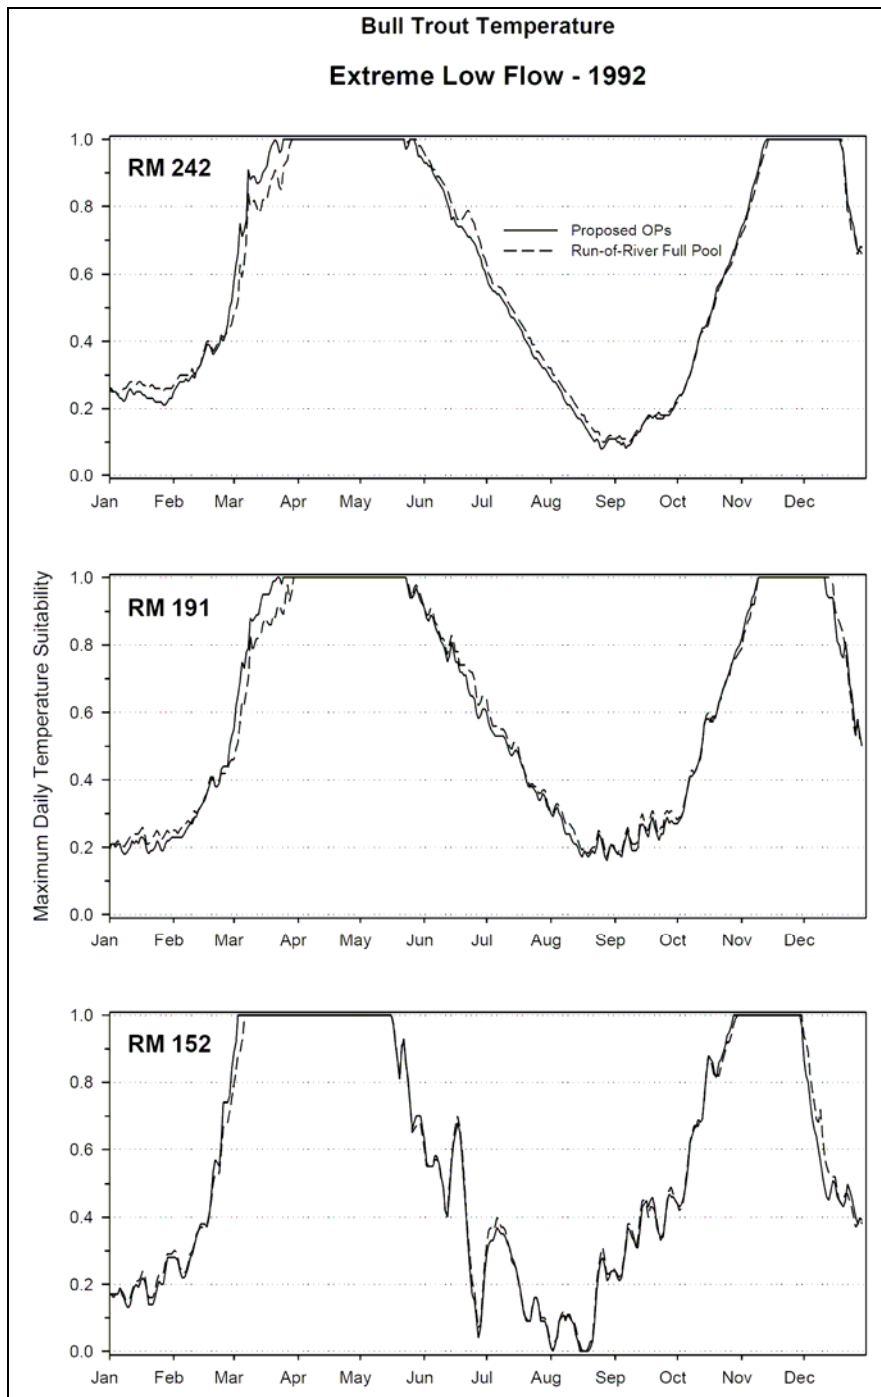 Bull Trout Temperature
Extreme Low Flow - 1992
Maximum Daily Temperature Suitability
RM 242
Proposed OPs
Run-of-River Full Pool
1.0
0.8
0.6
0.4
0.2
0.0
Jan Feb Mar Apr May Jun Jul Aug Sep Oct Nov Dec
RM 191
1.0
0.8
0.6
0.4
0.2
0.0
Jan Feb Mar Apr May Jun Jul Aug Sep Oct Nov Dec
RM 152
1.0
0.8
0.6
0.4
0.2
0.0
Jan Feb Mar Apr May Jun Jul Aug Sep Oct Nov Dec